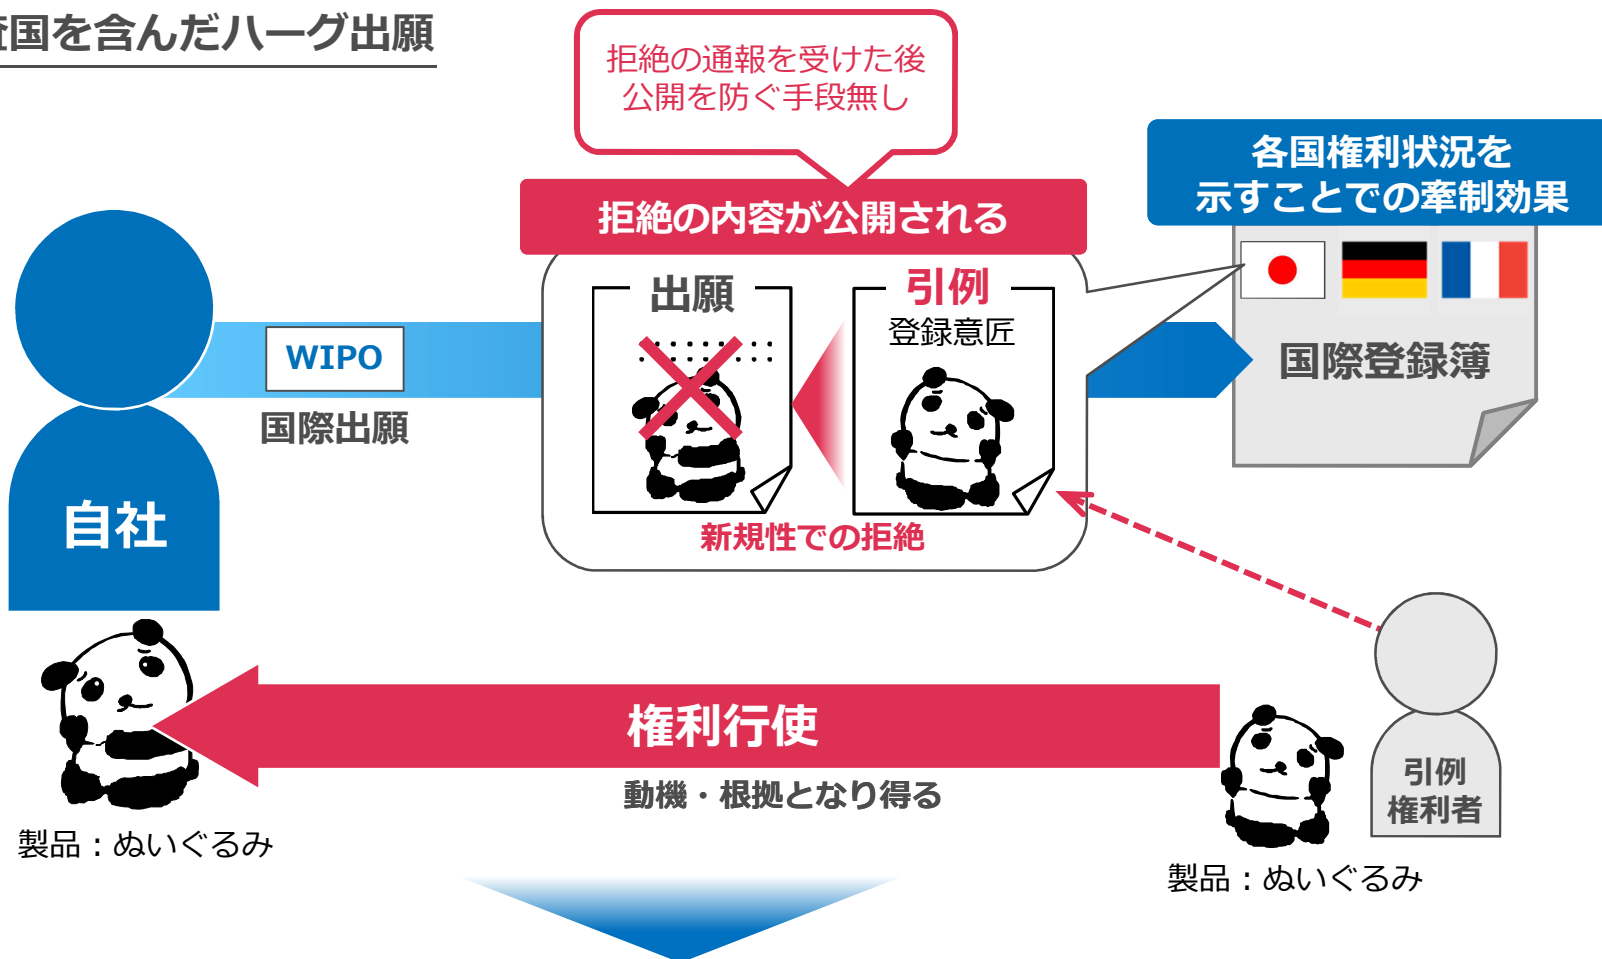 査国を含んだハーグ出願
拒絶の通報を受けた後
公開を防ぐ手段無し
各国権利状況を
示すことでの牽制効果
拒絶の内容が公開される
出願
引例
登録意匠
WIPO
国際出願
国際登録簿
新規性での拒絶
自社
権利行使
動機・根拠となり得る
引例
権利者
製品：ぬいぐるみ
製品：ぬいぐるみ